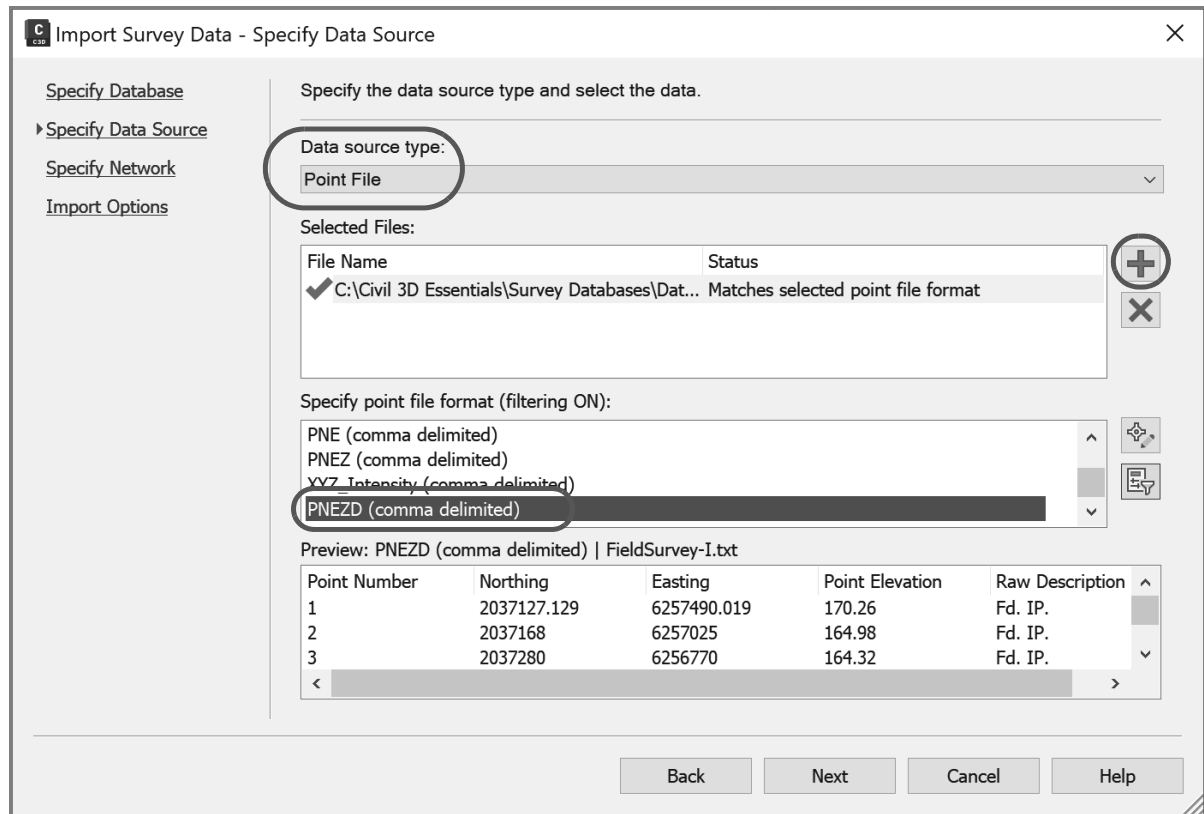 C
C3D
Import Survey Data - Specify Data Source
Specify Database
Specify Data Source
Specify Network
Import Options
Specify the data source type and select the data.
Data source type:
Point File
Selected Files:
File Name Status
C:\Civil 3D Essentials\Survey Databases\Dat... Matches selected point file format
Specify point file format (filtering ON):
PNE (comma delimited)
PNEZ (comma delimited)
XYZ_Intensity (comma delimited)
PNEZD (comma delimited)
Preview: PNEZD (comma delimited) | FieldSurvey-I.txt
Point Number Northing Easting Point Elevation Raw Description
1 2037127.129 6257490.019 170.26 Fd. IP.
2 2037168 6257025 164.98 Fd. IP.
3 2037280 6256770 164.32 Fd. IP.
Back Next Cancel Help